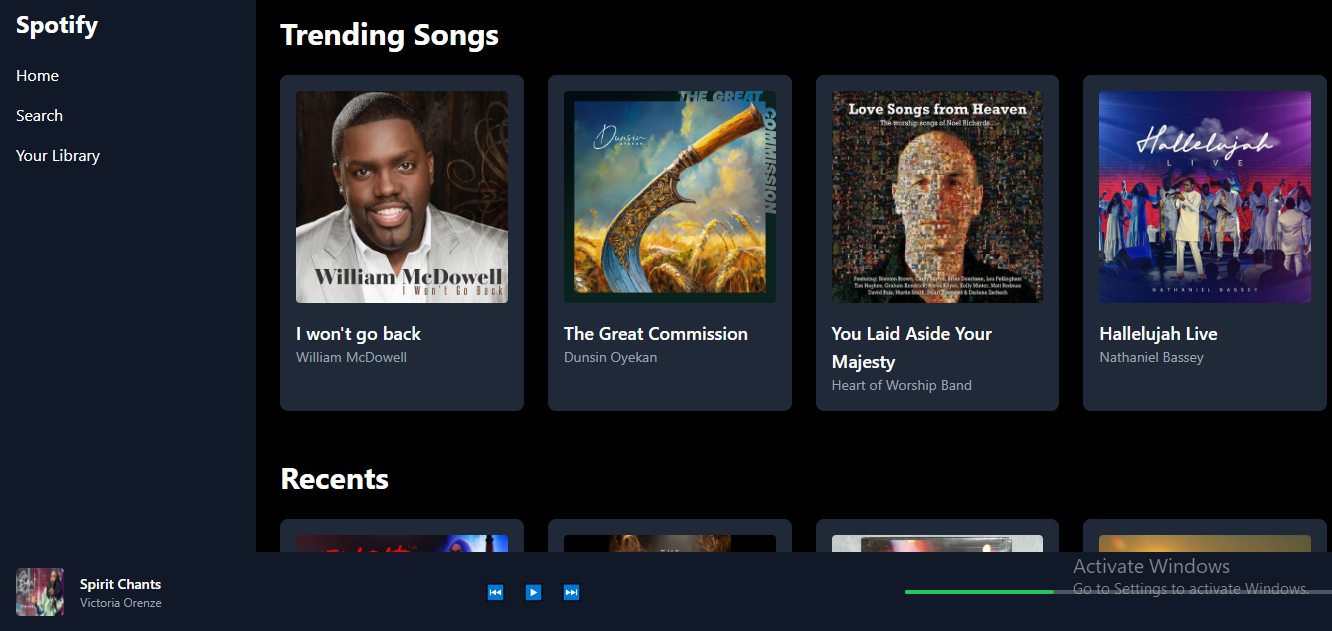 Spotify
Home
Search
Your Library
Trending Songs
William McDowell
I Won't Go Back
I won't go back
William McDowell
THE GREAT
COMMISSION
Dunsin
OYEKAN
The Great Commission
Dunsin Oyekan
Love Songs from Heaven
The worship songs of Noel Richards
You Laid Aside Your
Majesty
Heart of Worship Band
Hallelujah
LIVE
NATHANIEL BASSEY
Hallelujah Live
Nathaniel Bassey
Recents
THE
Spirit Chants
Victoria Orenze
Activate Windows
Go to Settings to activate Windows.